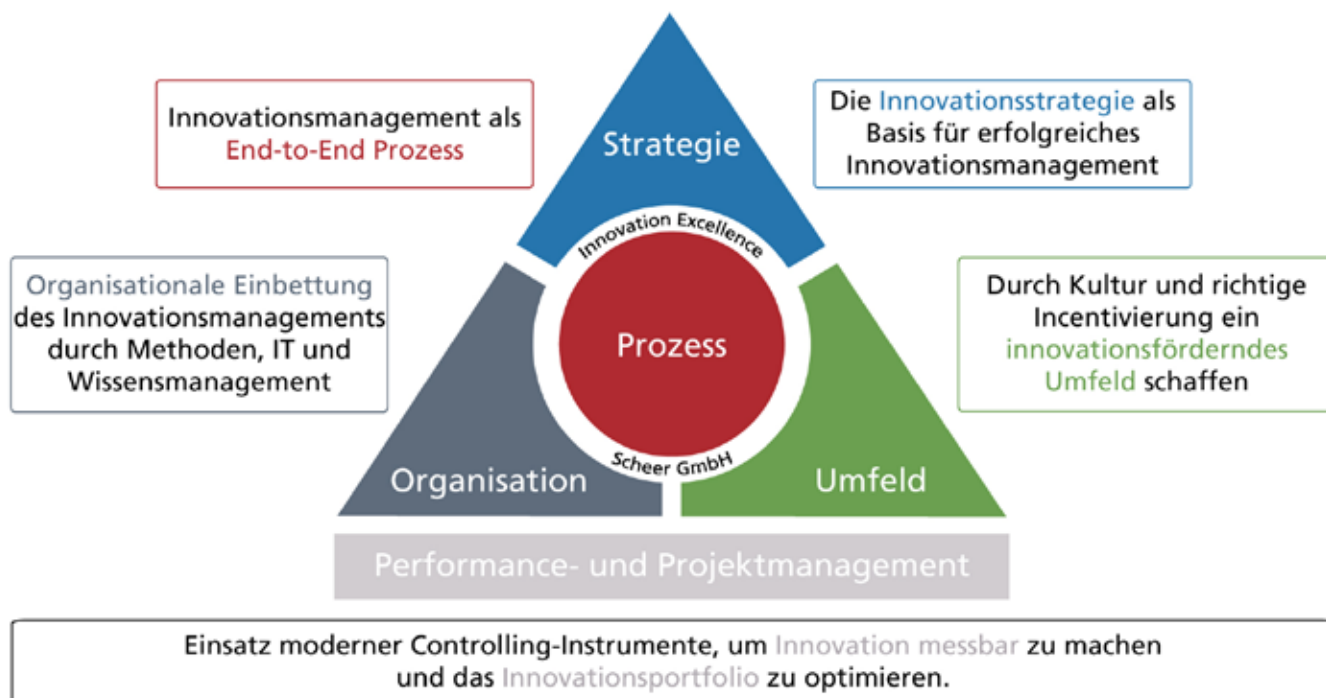 Innovationsmanagement als
End-to-End Prozess
Strategie
Die Innovationsstrategie als
Basis für erfolgreiches
Innovationsmanagement
Innovation Excellence
Organisationale Einbettung
des Innovationsmanagements
durch Methoden, IT und
Wissensmanagement
Prozess
Durch Kultur und richtige
Incentivierung ein
innovationsförderndes
Umfeld schaffen
Scheer GmbH
Organisation
Umfeld
Performance- und Projektmanagement
Einsatz moderner Controlling-Instrumente, um Innovation messbar zu machen
und das Innovationsportfolio zu optimieren.